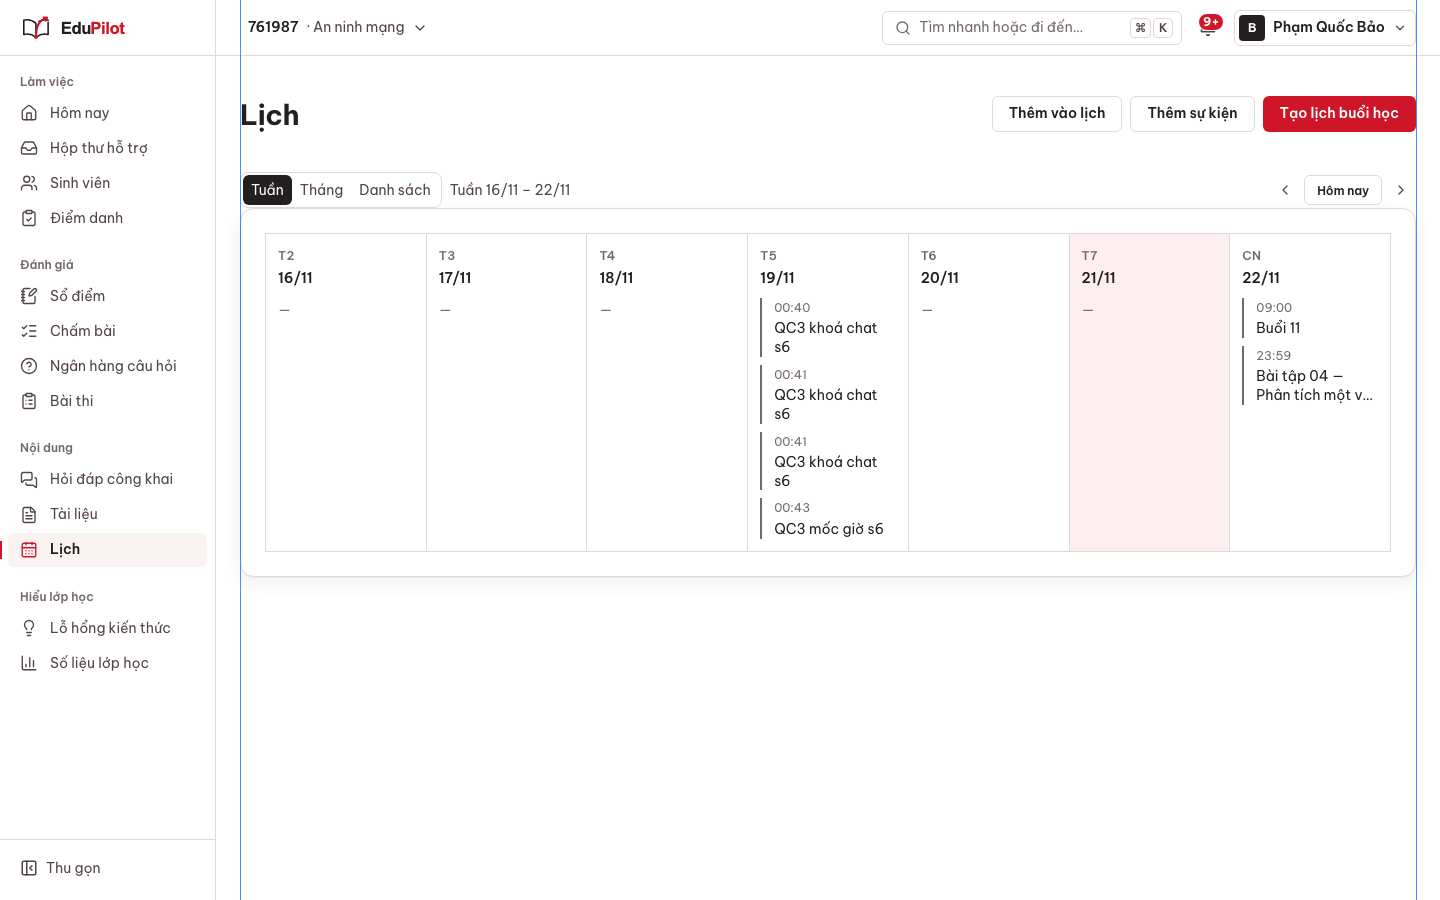 EduPilot
761987 · An ninh mạng
Tìm nhanh hoặc đi đến...
⌘ K
9+
B Phạm Quốc Bảo
Làm việc
Hôm nay
Hộp thư hỗ trợ
Sinh viên
Điểm danh
Đánh giá
Sổ điểm
Chấm bài
Ngân hàng câu hỏi
Bài thi
Nội dung
Hỏi đáp công khai
Tài liệu
Lịch
Hiểu lớp học
Lỗ hổng kiến thức
Số liệu lớp học
Thu gọn
Lịch
Thêm vào lịch
Thêm sự kiện
Tạo lịch buổi học
Tuần Tháng Danh sách Tuần 16/11 – 22/11
Hôm nay
T2
16/11
—
T3
17/11
—
T4
18/11
—
T5
19/11
00:40
QC3 khoá chat
s6
00:41
QC3 khoá chat
s6
00:41
QC3 khoá chat
s6
00:43
QC3 mốc giờ s6
T6
20/11
—
T7
21/11
—
CN
22/11
09:00
Buổi 11
23:59
Bài tập 04 —
Phân tích một v...